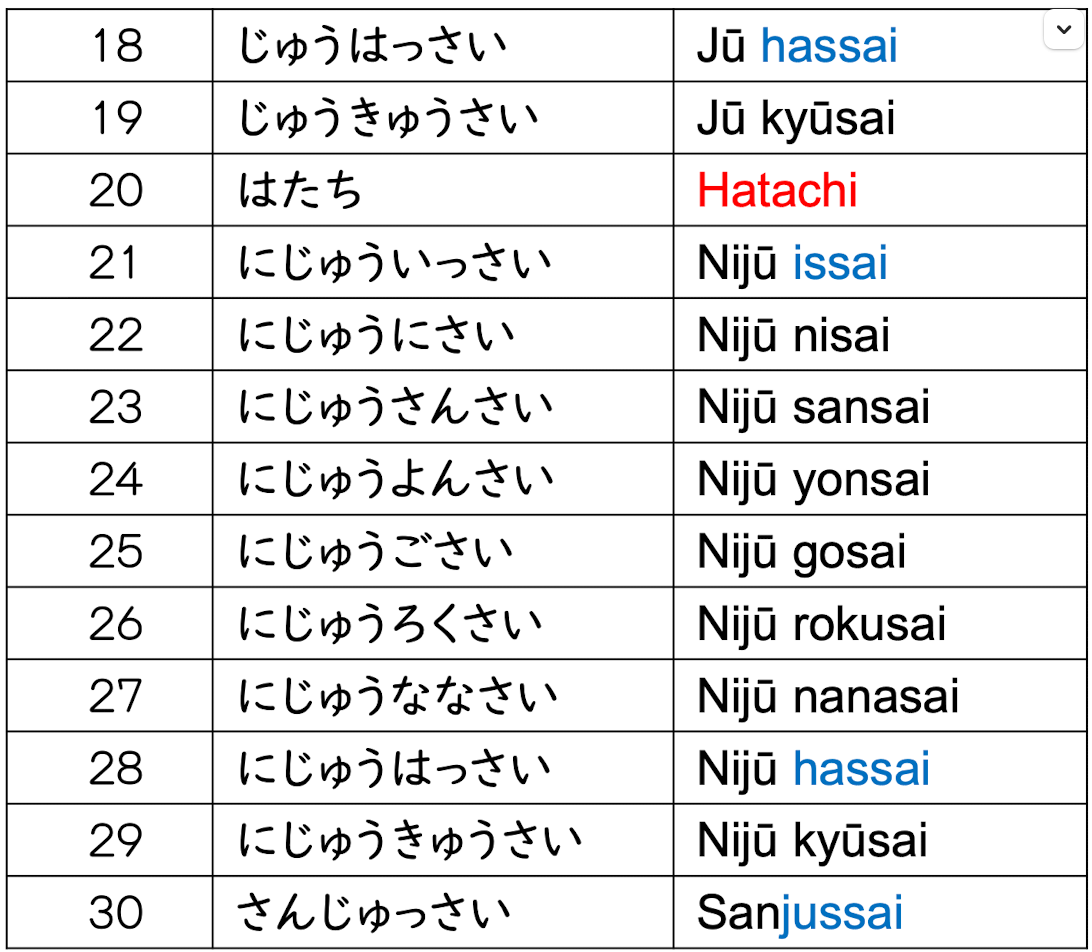 18 じゅうはっさい Jū hassai
19 じゅうきゅうさい Jū kyūsai
20 はたち Hatachi
21 にじゅういっさい Nijū issai
22 にじゅうにさい Nijū nisai
23 にじゅうさんさい Nijū sansai
24 にじゅうよんさい Nijū yonsai
25 にじゅうごさい Nijū gosai
26 にじゅうろくさい Nijū rokusai
27 にじゅうななさい Nijū nanasai
28 にじゅうはっさい Nijū hassai
29 にじゅうきゅうさい Nijū kyūsai
30 さんじゅっさい Sanjussai